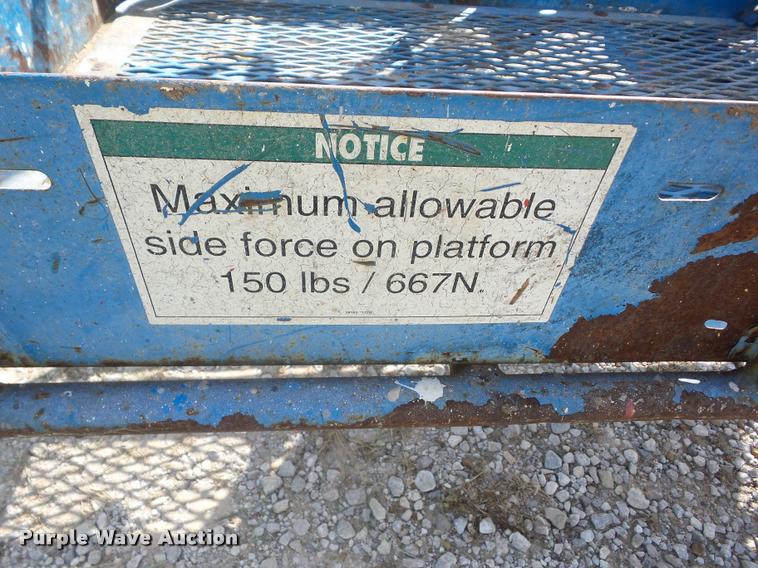 NOTICE
Maximum allowable
side force on platform
150 lbs / 667N.
Purple Wave Auction